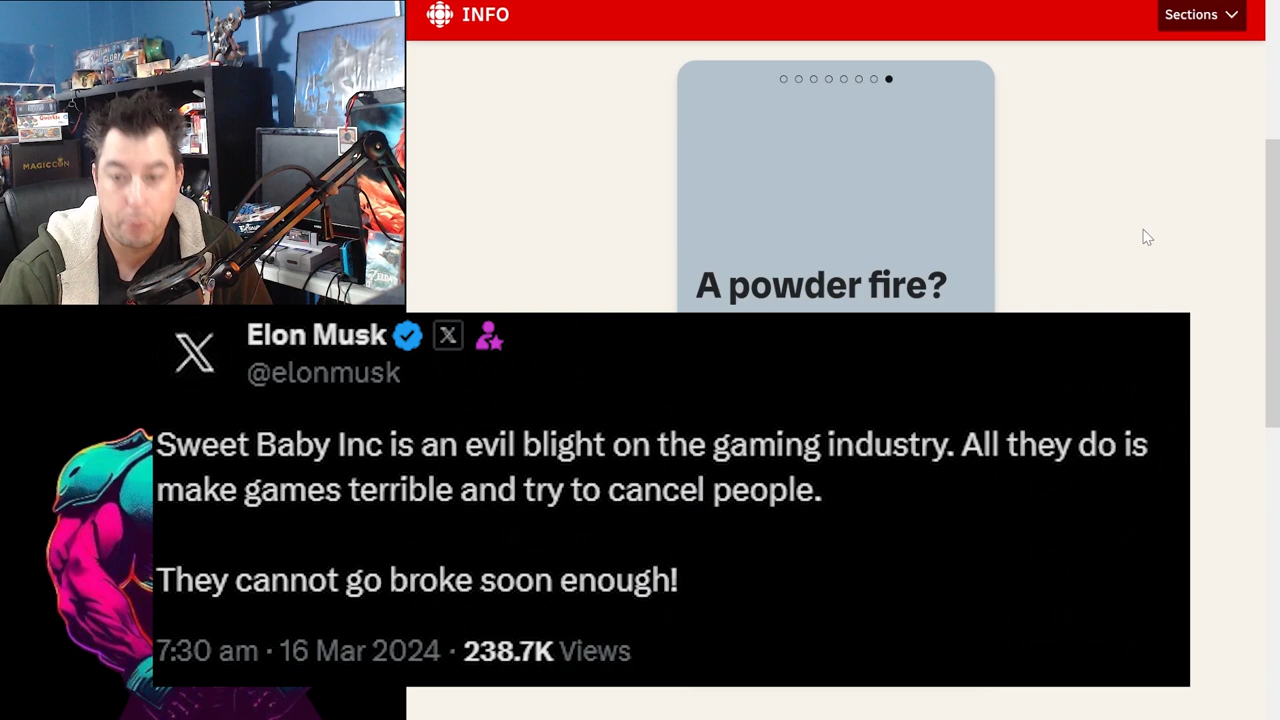 INFO
Sections
GLORY
MAGICCON
A powder fire?
Elon Musk
@elonmusk
Sweet Baby Inc is an evil blight on the gaming industry. All they do is
make games terrible and try to cancel people.
They cannot go broke soon enough!
7:30 am · 16 Mar 2024 · 238.7K Views